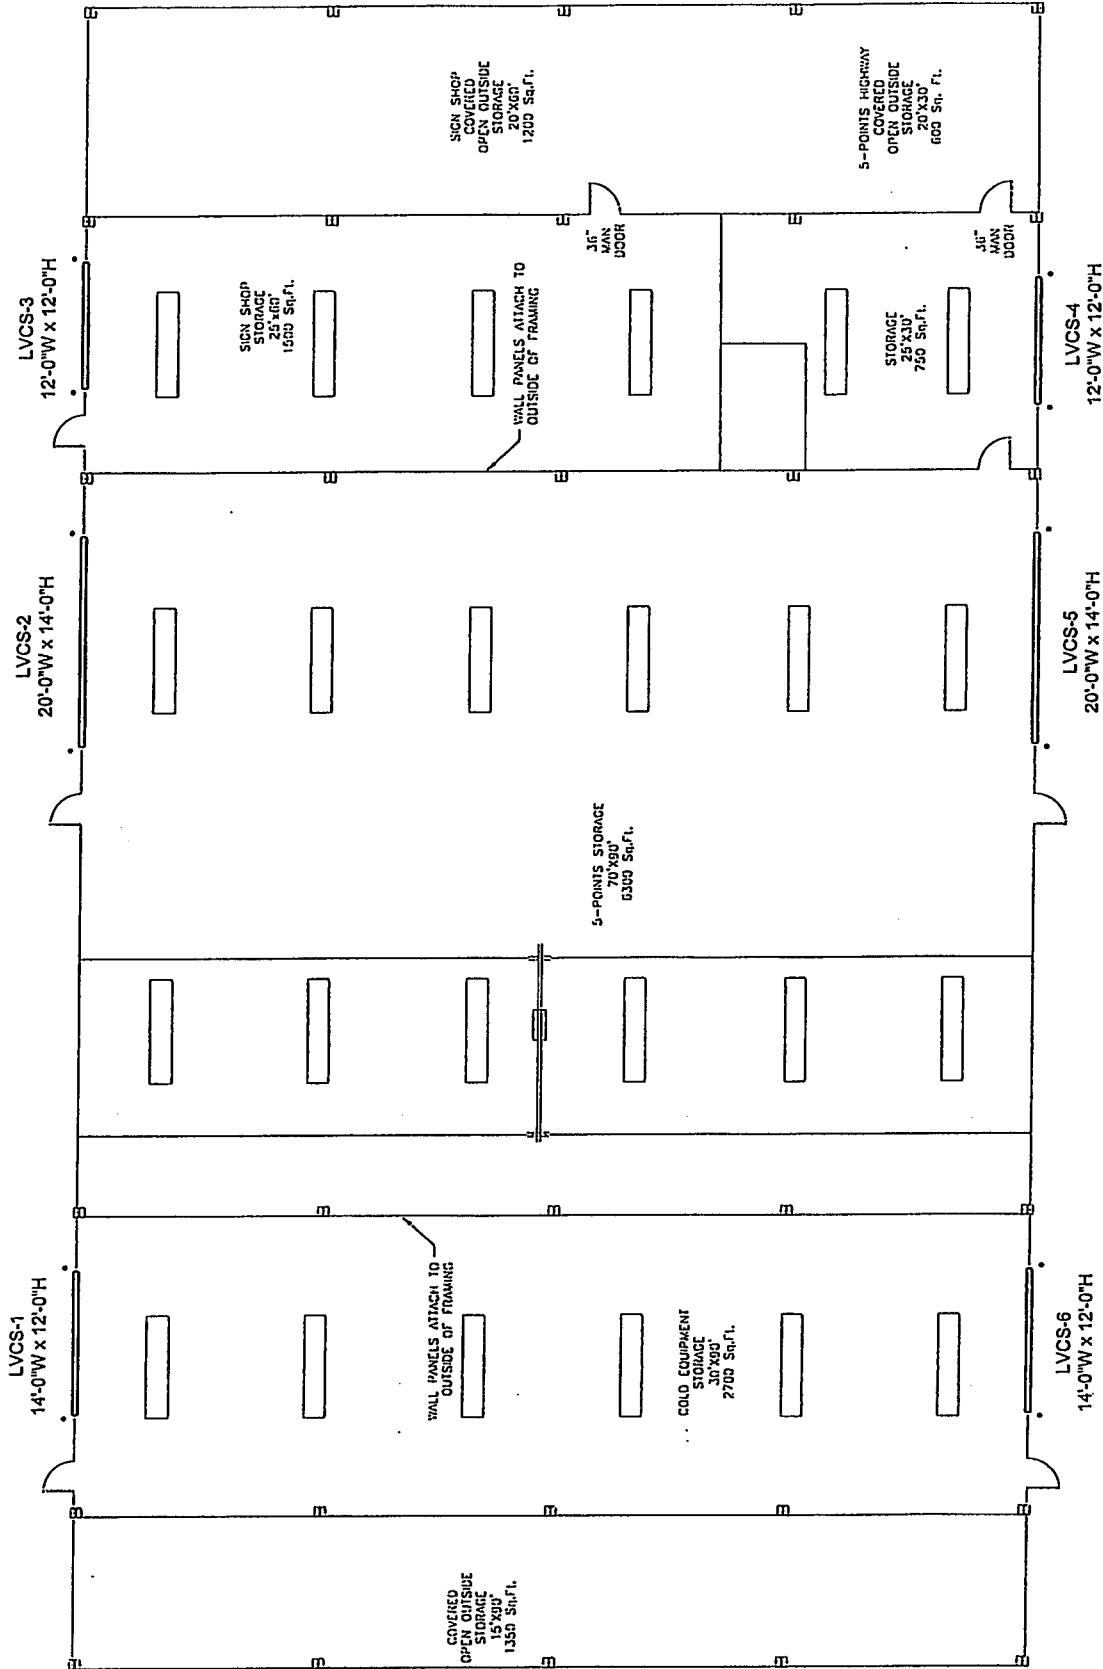 LVCS-3
12'-0"W x 12'-0"H
LVCS-2
20'-0"W x 14'-0"H
LVCS-1
14'-0"W x 12'-0"H
SIGN SHOP
COVERED
OPEN OUTSIDE
STORAGE
20'X60'
1200 Sq.Ft.
5-POINTS HIGHWAY
COVERED
OPEN OUTSIDE
STORAGE
20'X30'
600 Sq. Ft.
SIGN SHOP
STORAGE
25'X60'
1500 Sq.Ft.
36"
MAN
DOOR
36"
MAN
DOOR
WALL PANELS ATTACH TO
OUTSIDE OF FRAMING
STORAGE
25'X30'
750 Sq.Ft.
5-POINTS STORAGE
70'X90'
6300 Sq.Ft.
WALL PANELS ATTACH TO
OUTSIDE OF FRAMING
COLD EQUIPMENT
STORAGE
30'X90'
2700 Sq.Ft.
COVERED
OPEN OUTSIDE
STORAGE
15'X90'
1350 Sq.Ft.
LVCS-4
12'-0"W x 12'-0"H
LVCS-5
20'-0"W x 14'-0"H
LVCS-6
14'-0"W x 12'-0"H